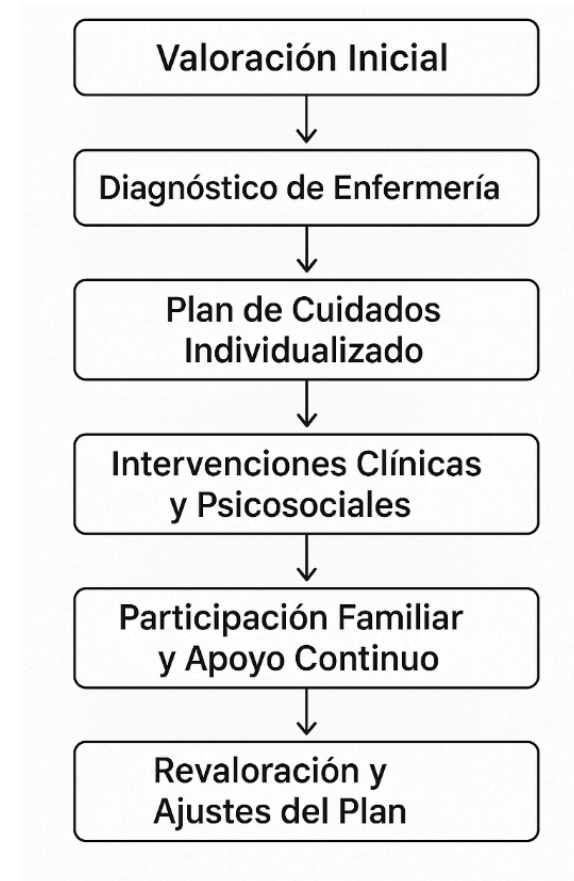 Valoración Inicial
Diagnóstico de Enfermería
Plan de Cuidados
Individualizado
Intervenciones Clínicas
y Psicosociales
Participación Familiar
y Apoyo Continuo
Revaloración y
Ajustes del Plan